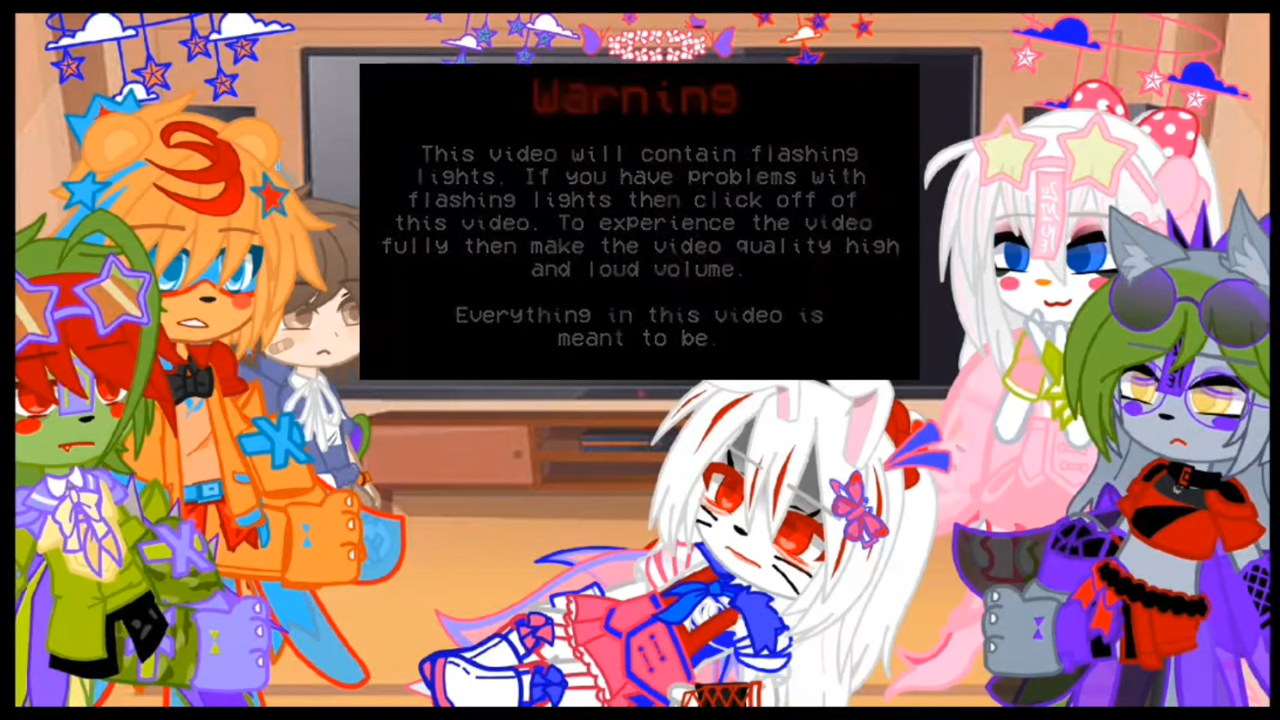 Warning
This video will contain flashing
lights. If you have problems with
flashing lights then click off of
this video. To experience the video
fully then make the video quality high
and loud volume.
Everything in this video is
meant to be.